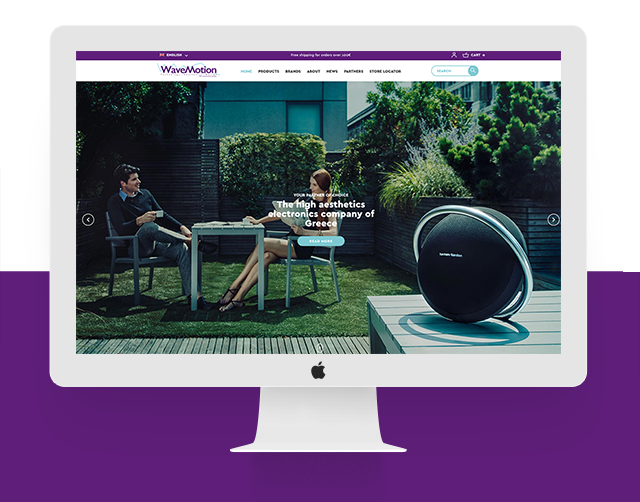 ENGLISH
Free shipping for orders over 100€
CART 0
WaveMotion
HOME PRODUCTS BRANDS ABOUT NEWS PARTNERS STORE LOCATOR
SEARCH
YOUR PARTNER OF CHOICE
The high aesthetics
electronics company of
Greece
READ MORE
harman/kardon